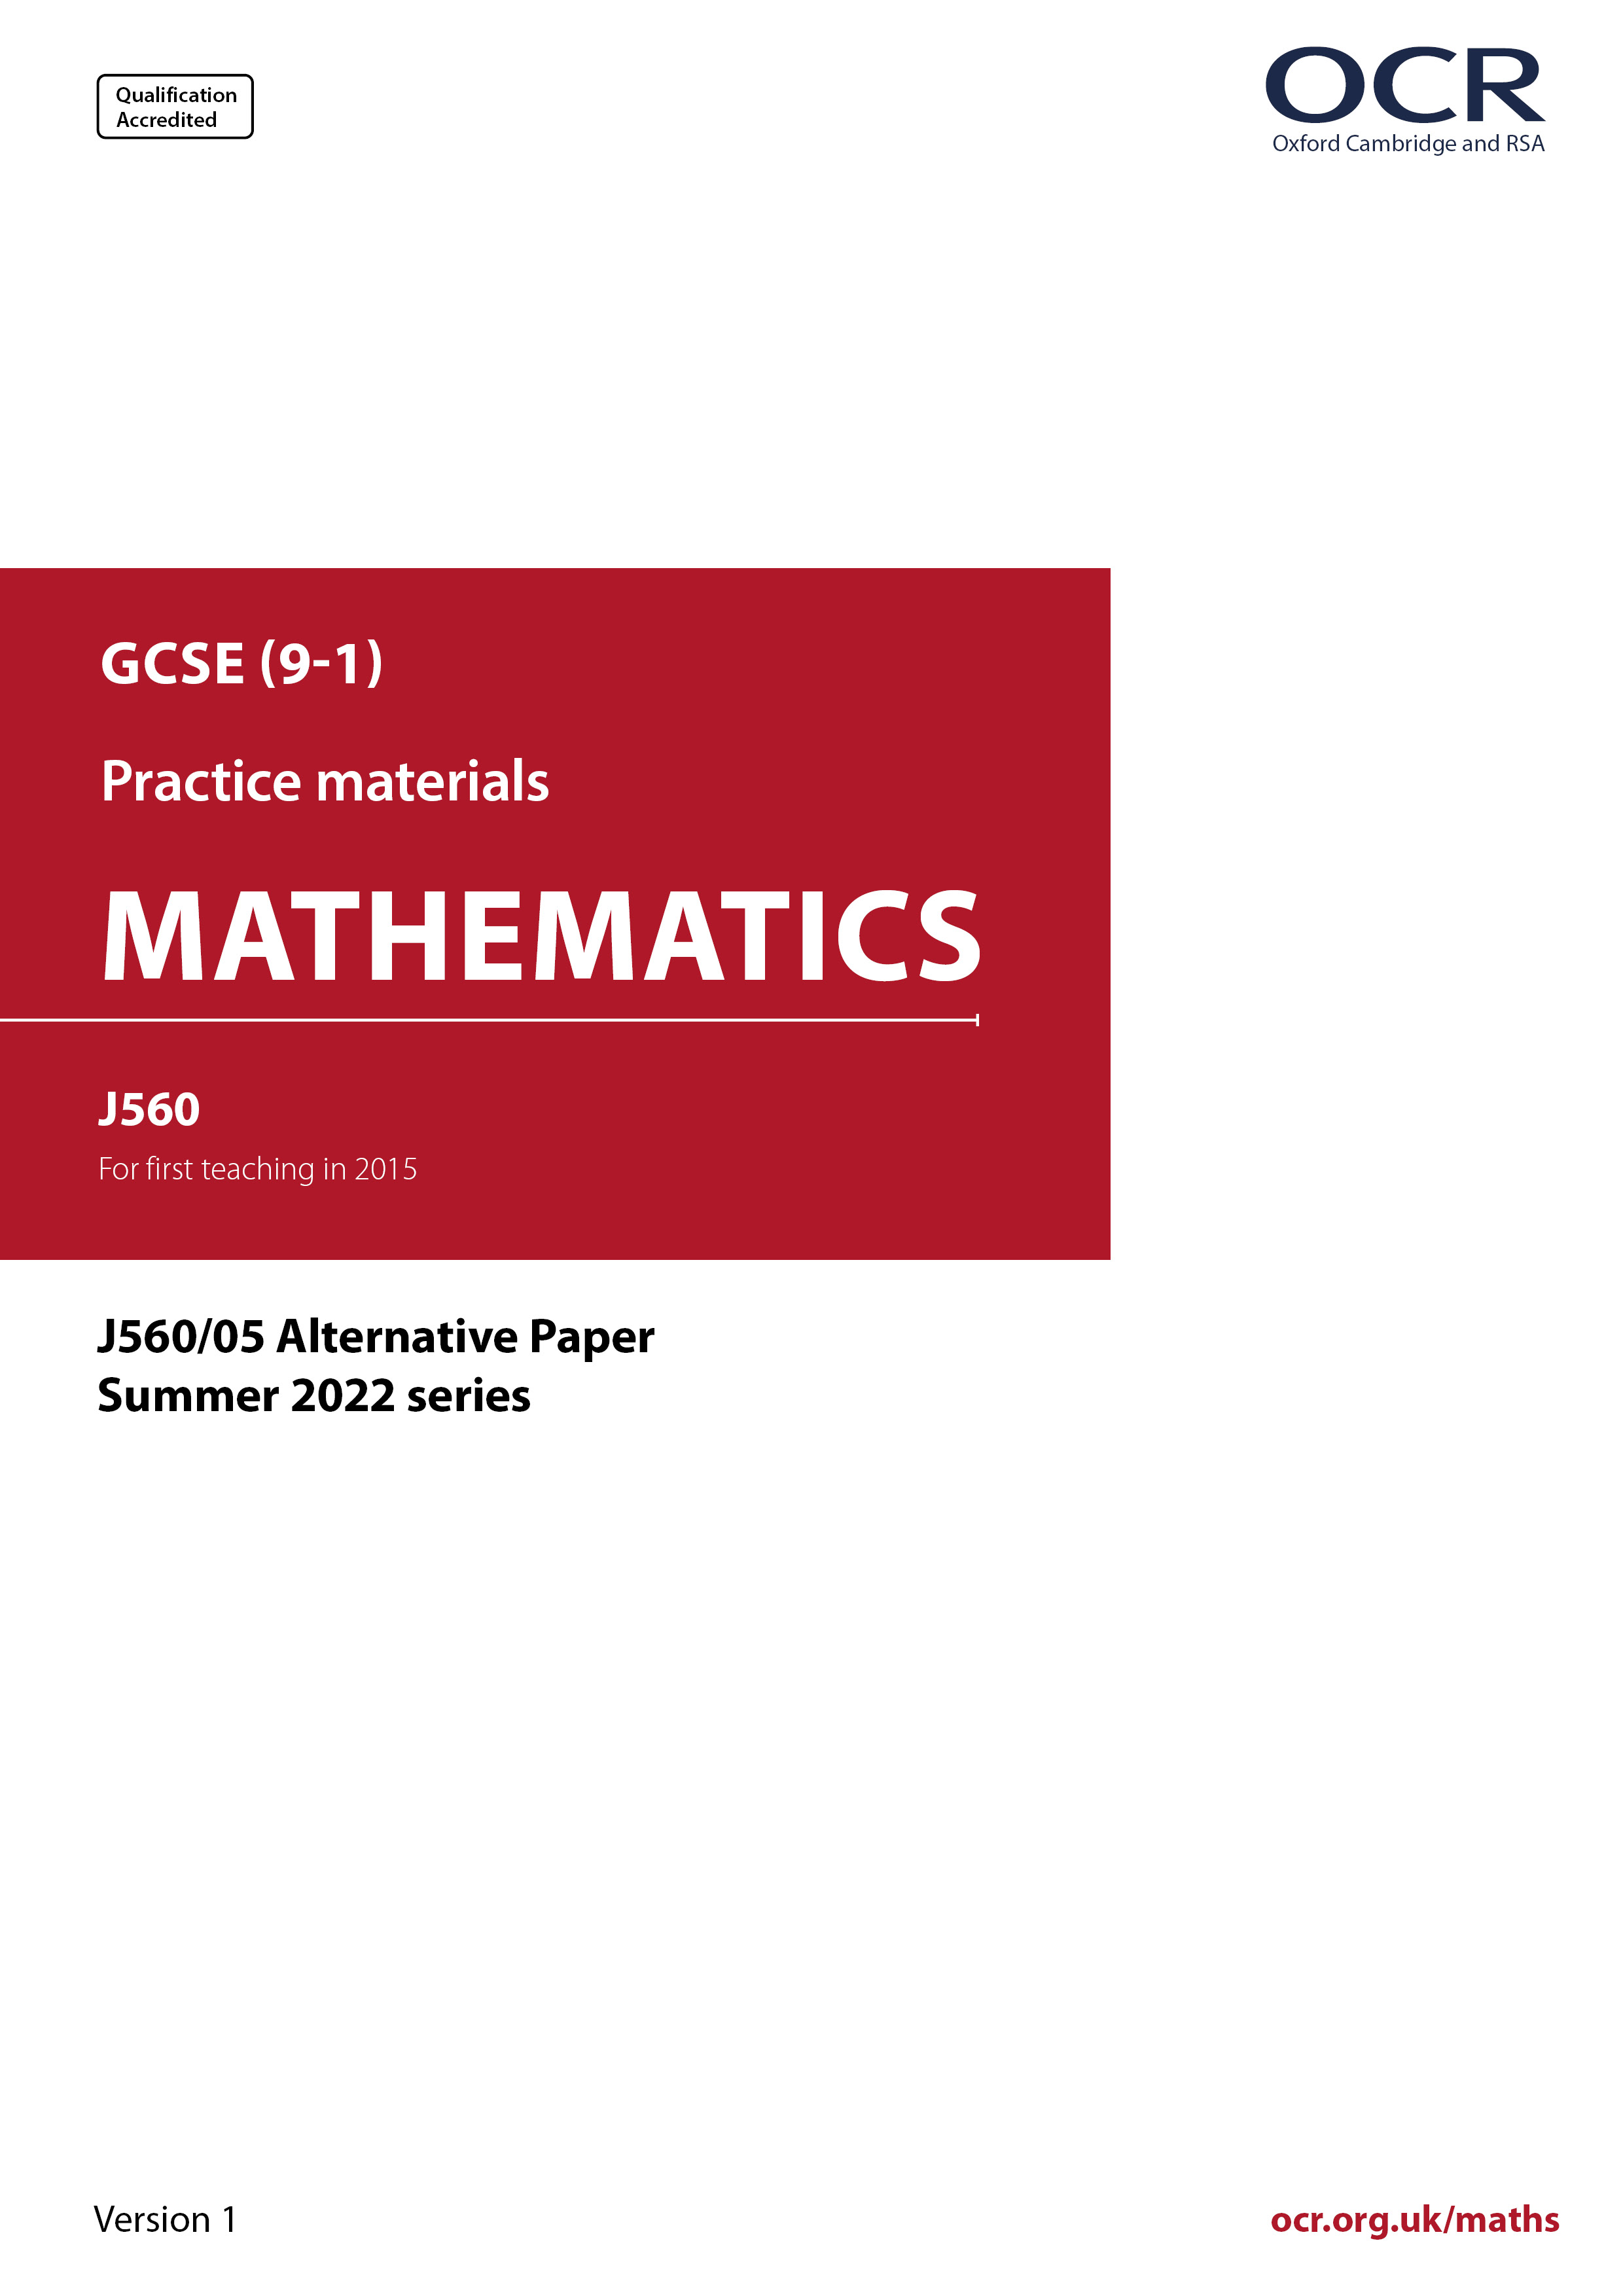 Qualification
Accredited
OCR
Oxford Cambridge and RSA
GCSE (9-1)
Practice materials
MATHEMATICS
J560
For first teaching in 2015
J560/05 Alternative Paper
Summer 2022 series
Version 1
ocr.org.uk/maths